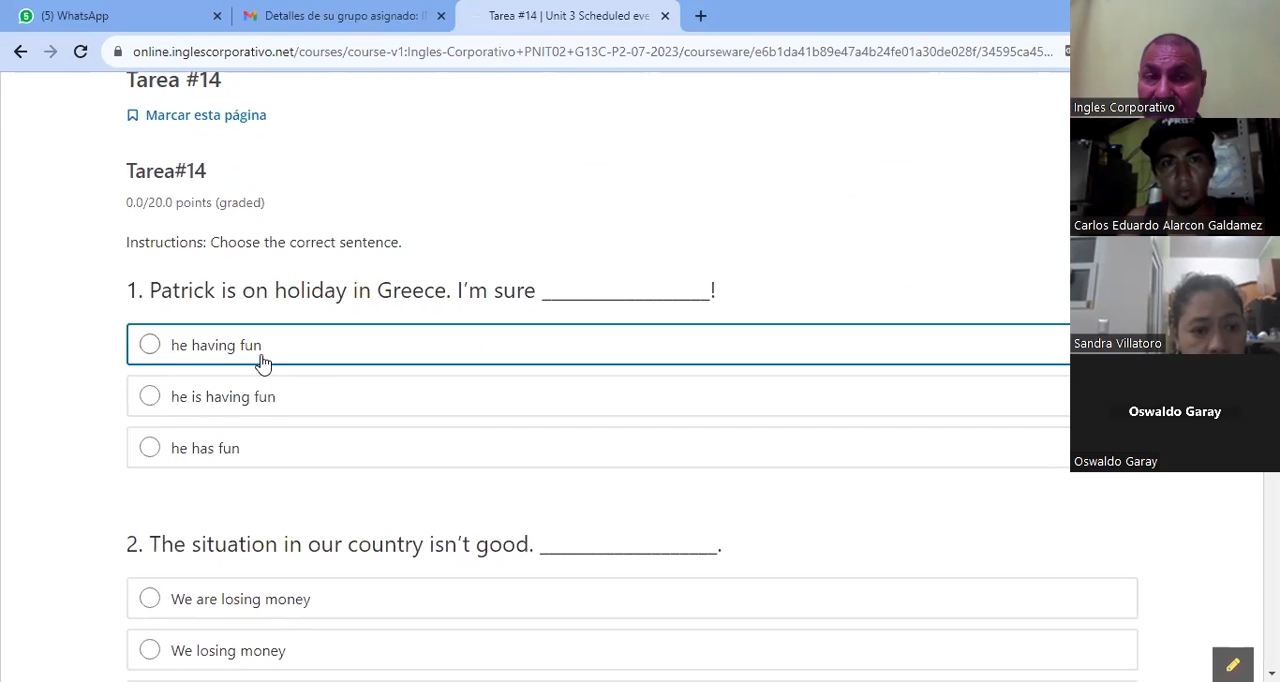 5
(5) WhatsApp
Detalles de su grupo asignado: I
Tarea #14 | Unit 3 Scheduled eve
online.inglescorporativo.net/courses/course-v1:Ingles-Corporativo+PNIT02+G13C-P2-07-2023/courseware/e6b1da41b89e47a4b24fe01a30de028f/34595ca45...
Tarea #14
Marcar esta página
Tarea#14
0.0/20.0 points (graded)
Instructions: Choose the correct sentence.
1. Patrick is on holiday in Greece. I’m sure _________________!
he having fun
he is having fun
he has fun
2. The situation in our country isn’t good. __________________.
We are losing money
We losing money
Ingles Corporativo
Carlos Eduardo Alarcon Galdamez
Sandra Villatoro
Oswaldo Garay
Oswaldo Garay